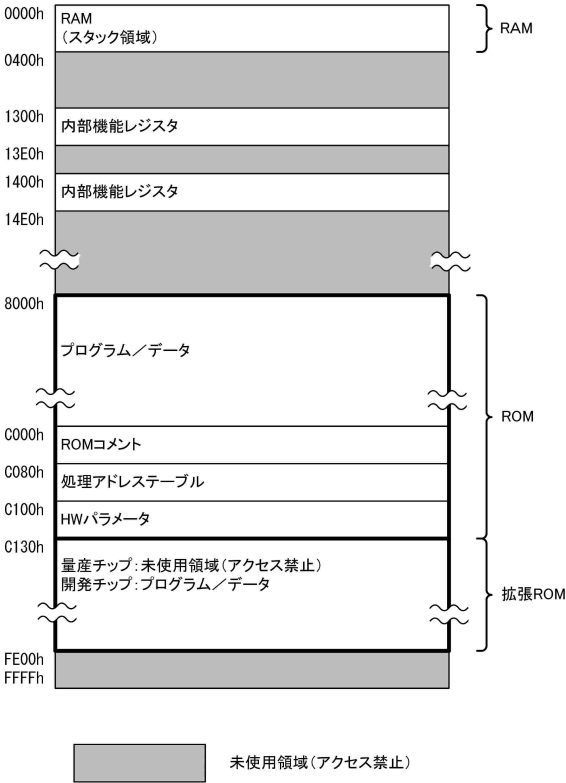 0000h
RAM
(スタック領域)
RAM
0400h
1300h
内部機能レジスタ
13E0h
1400h
内部機能レジスタ
14E0h
8000h
プログラム／データ
ROM
C000h
ROMコメント
C080h
処理アドレステーブル
C100h
HWパラメータ
C130h
量産チップ:未使用領域(アクセス禁止)
開発チップ:プログラム／データ
拡張ROM
FE00h
FFFFh
未使用領域(アクセス禁止)